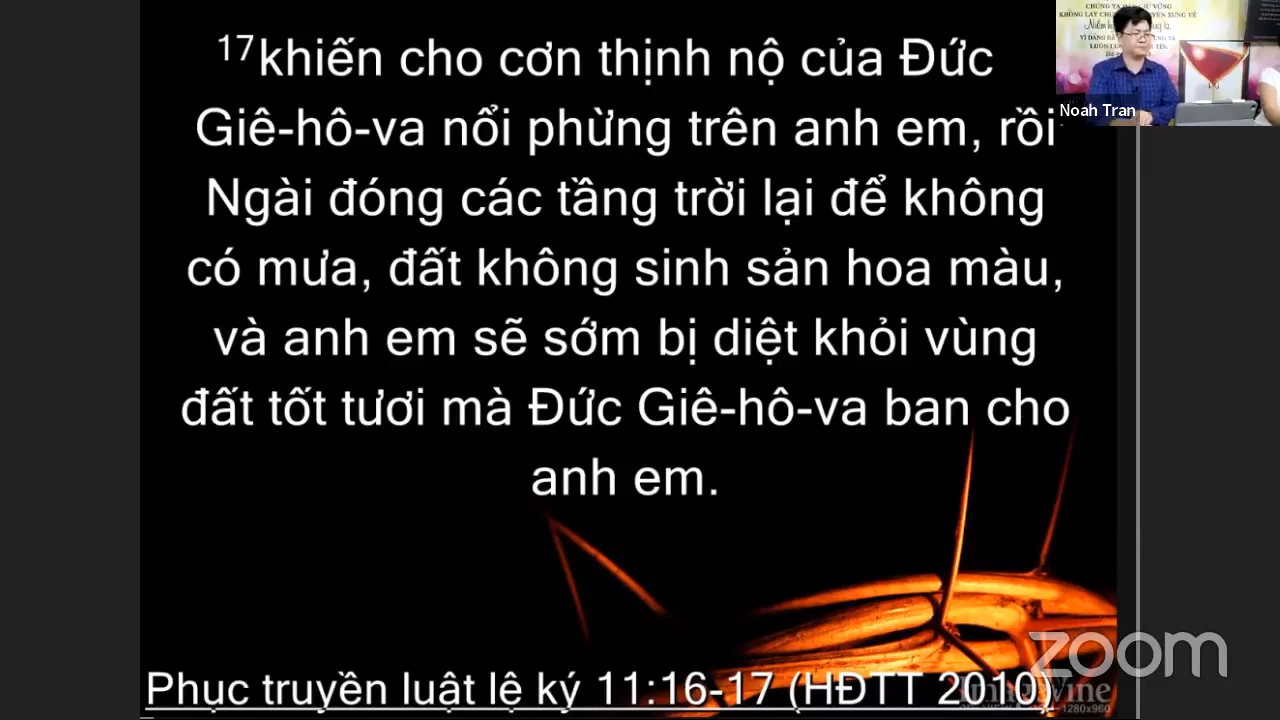 17khiến cho cơn thịnh nộ của Đức
Giê-hô-va nổi phừng trên anh em, rồi
Ngài đóng các tầng trời lại để không
có mưa, đất không sinh sản hoa màu,
và anh em sẽ sớm bị diệt khỏi vùng
đất tốt tươi mà Đức Giê-hô-va ban cho
anh em.
Phục truyền luật lệ ký 11:16-17 (HĐTT 2010)
Noah Tran
zoom
1280x960